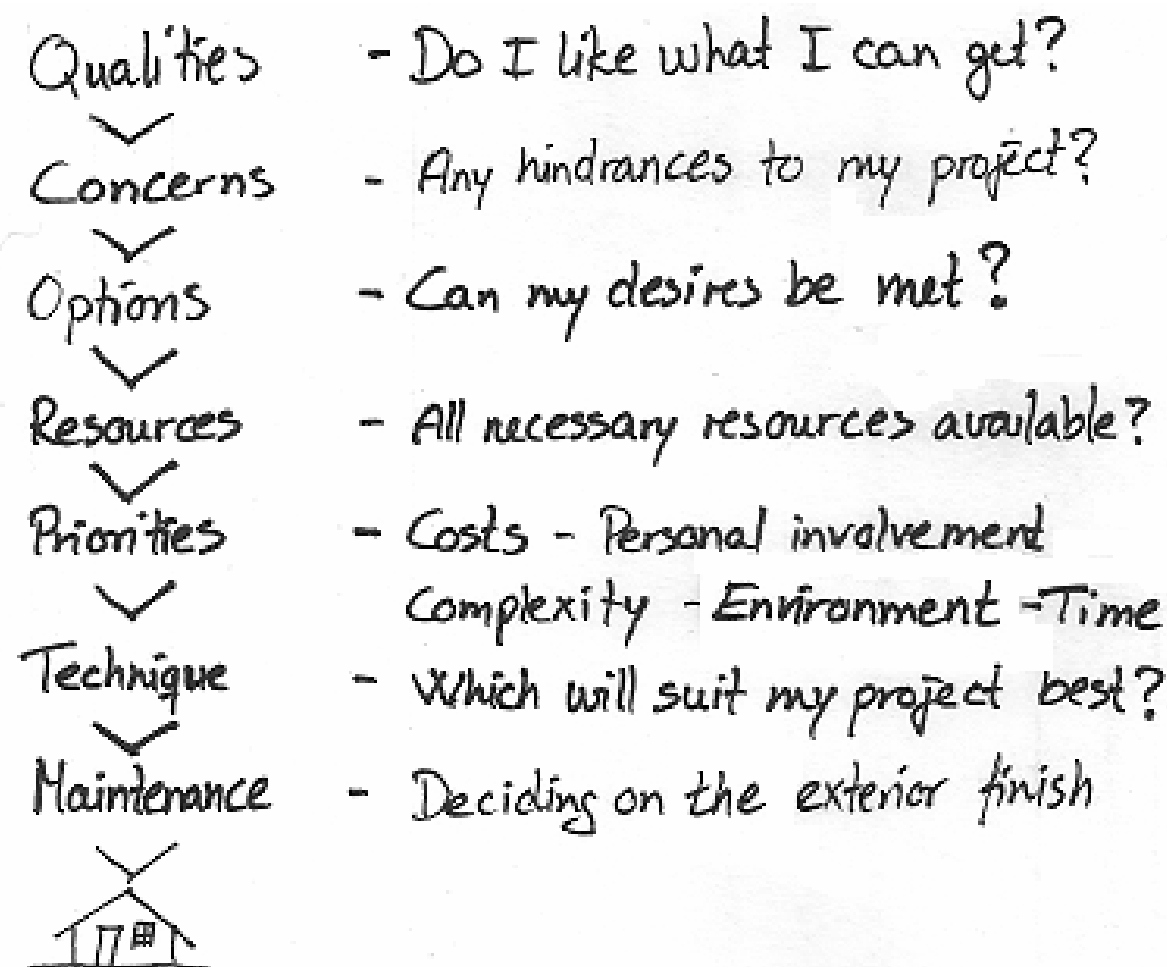 Qualities - Do I like what I can get?
Concerns - Any hindrances to my project?
Options - Can my desires be met?
Resources - All necessary resources available?
Priorities - Costs - Personal involvement
Complexity - Environment - Time
Technique - Which will suit my project best?
Maintenance - Deciding on the exterior finish